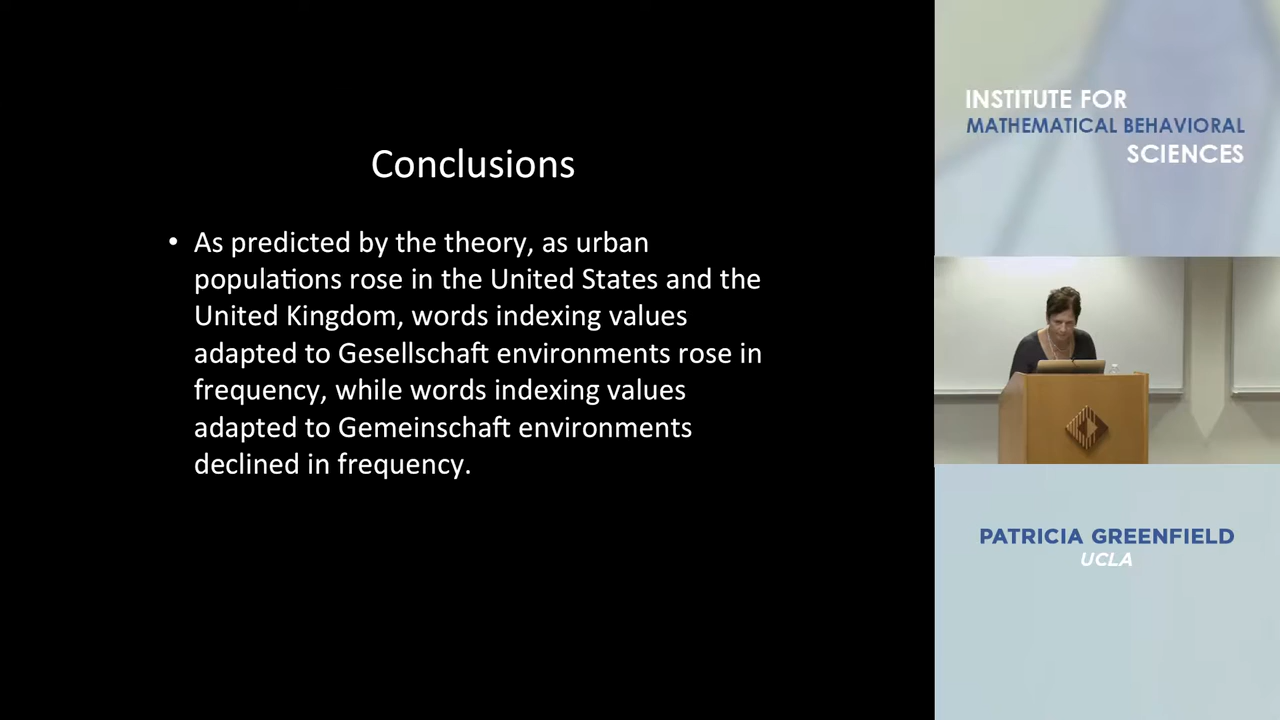 Conclusions
• As predicted by the theory, as urban
populations rose in the United States and the
United Kingdom, words indexing values
adapted to Gesellschaft environments rose in
frequency, while words indexing values
adapted to Gemeinschaft environments
declined in frequency.
INSTITUTE FOR
MATHEMATICAL BEHAVIORAL
SCIENCES
PATRICIA GREENFIELD
UCLA